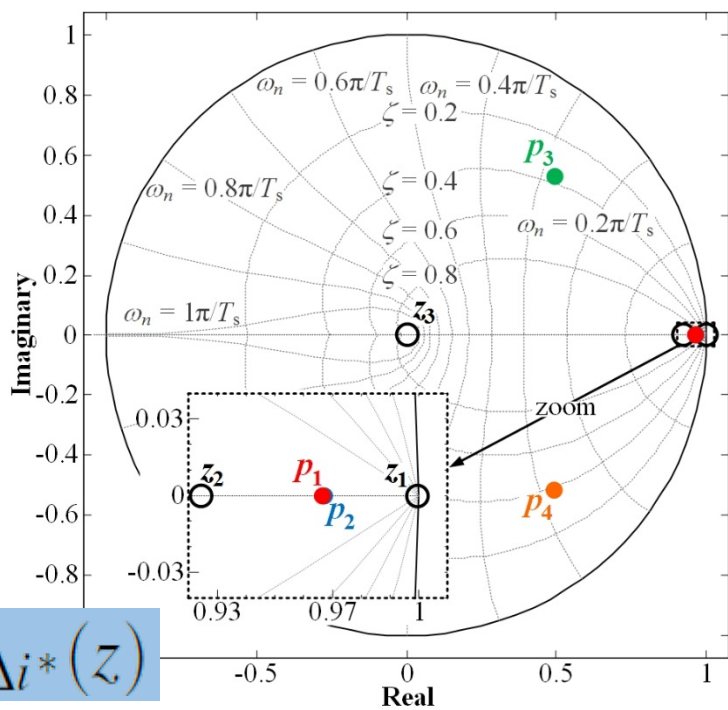 1
0.8
0.6
0.4
0.2
0
-0.2
-0.4
-0.6
-0.8
Imaginary
ωₙ = 0.6π/Tₛ
ωₙ = 0.4π/Tₛ
ζ = 0.2
p₃
ωₙ = 0.8π/Tₛ
ζ = 0.4
ωₙ = 0.2π/Tₛ
ζ = 0.6
ζ = 0.8
ωₙ = 1π/Tₛ
z₃
zoom
0.03
0
-0.03
z₂
p₁
p₂
z₁
0.93
0.97
1
p₄
Δi*(z)
-0.5
0
0.5
1
Real